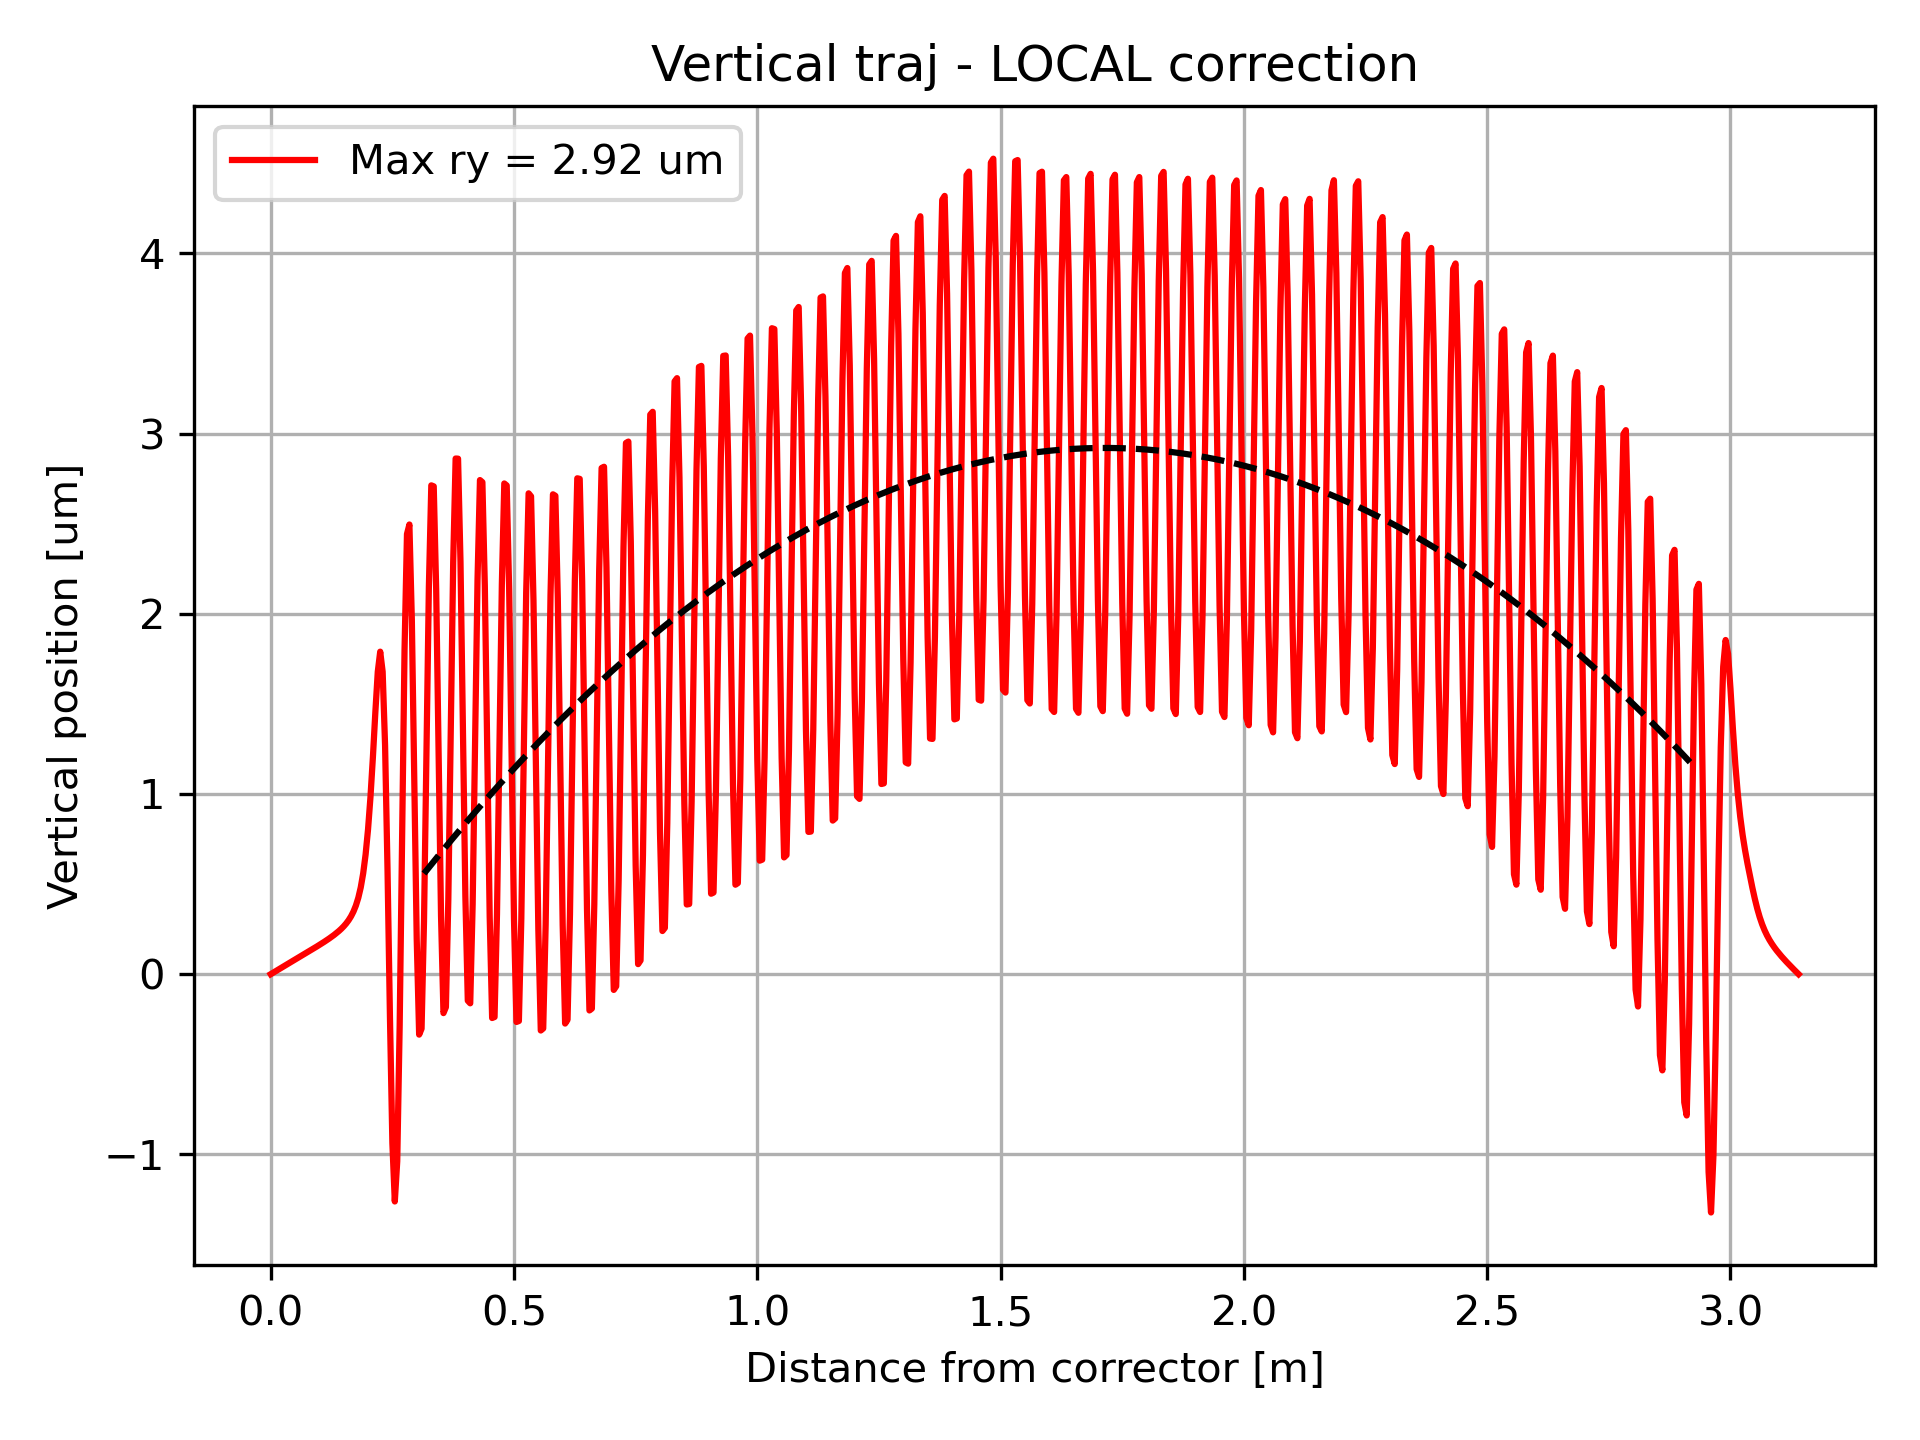 Vertical traj - LOCAL correction
Max ry = 2.92 um
Vertical position [um]
4
3
2
1
0
−1
0.0 0.5 1.0 1.5 2.0 2.5 3.0
Distance from corrector [m]